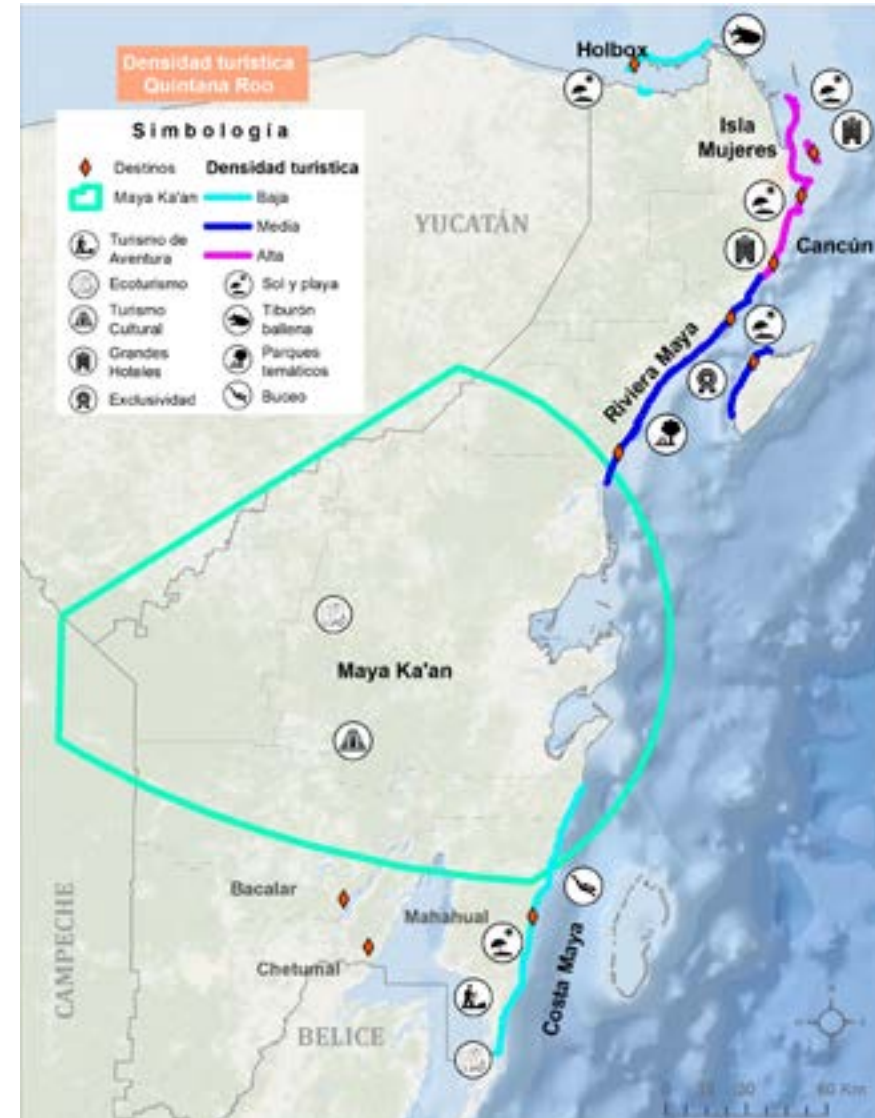 Densidad turística
Quintana Roo
Simbología
Destinos
Maya Ka'an
Turismo de
Aventura
Ecoturismo
Turismo
Cultural
Grandes
Hoteles
Exclusividad
Densidad turística
Baja
Media
Alta
Sol y playa
Tiburón
ballena
Parques
temáticos
Buceo
Holbox
Isla
Mujeres
YUCATÁN
Cancún
Riviera Maya
Maya Ka'an
Bacalar
Mahahual
Chetumal
Costa Maya
CAMPECHE
BELICE
30
60 Km